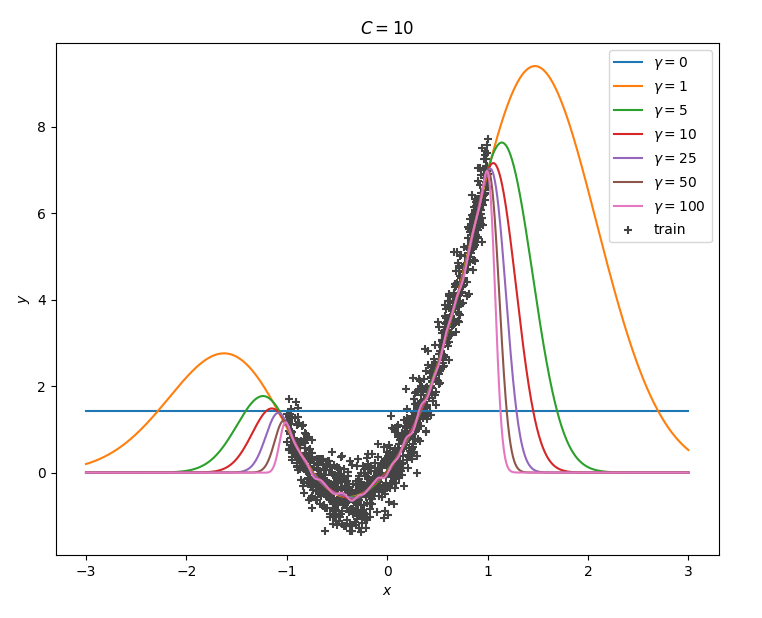 C = 10
γ = 0
γ = 1
γ = 5
γ = 10
γ = 25
γ = 50
γ = 100
train
y
8
6
4
2
0
−3 −2 −1 0 1 2 3
x